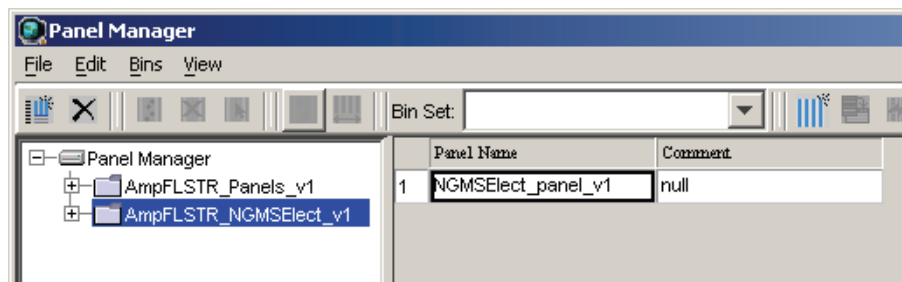 Panel Manager
File Edit Bins View
Bin Set:
Panel Manager
AmpFLSTR_Panels_v1
AmpFLSTR_NGMSElect_v1
Panel Name Comment
1 NGMSElect_panel_v1 null